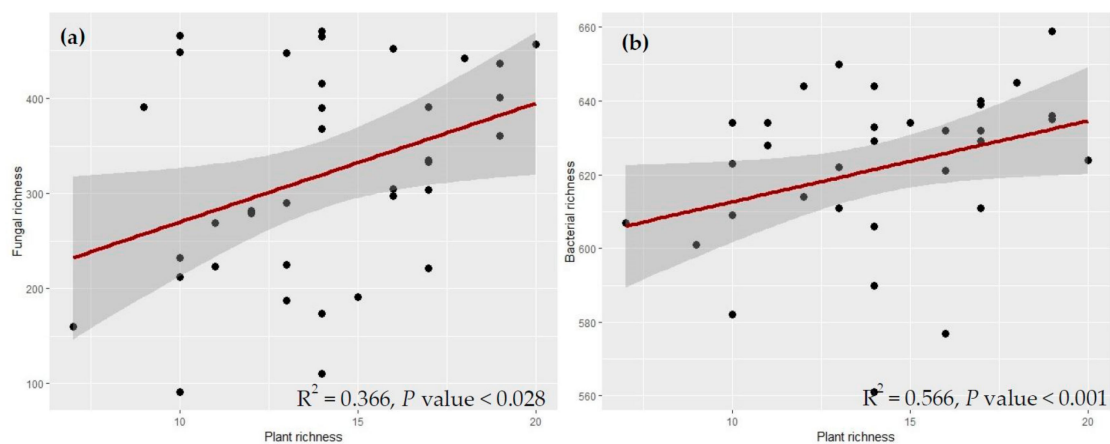 (a)
Fungal richness
400
300
200
100
10
15
20
Plant richness
R² = 0.366, P value < 0.028
(b)
Bacterial richness
660
640
620
600
580
560
10
15
20
Plant richness
R² = 0.566, P value < 0.001